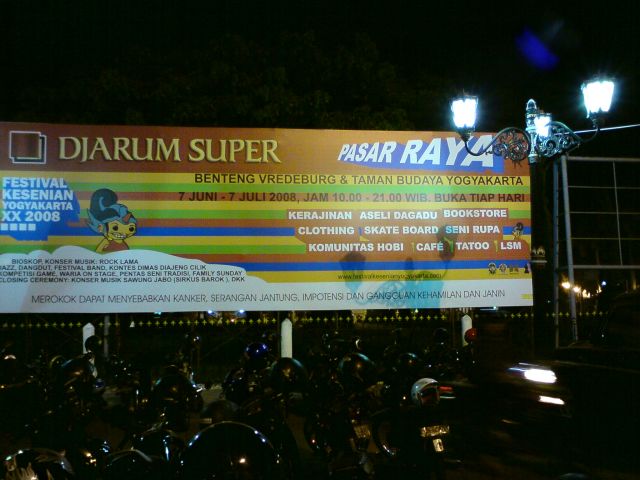 DJARUM SUPER
PASAR RAYA
BENTENG VREDEBURG & TAMAN BUDAYA YOGYAKARTA
7 JUNI - 7 JULI 2008, JAM 10.00 - 21.00 WIB. BUKA TIAP HARI
FESTIVAL
KESENIAN
YOGYAKARTA
XX 2008
KERAJINAN ASELI DAGADU BOOKSTORE
CLOTHING SKATE BOARD SENI RUPA
KOMUNITAS HOBI CAFÉ TATOO LSM
BIOSKOP, KONSER MUSIK: ROCK LAMA
JAZZ, DANGDUT, FESTIVAL BAND, KONTES DIMAS DIAJENG CILIK
KOMPETISI GAME, WARIA ON STAGE, PENTAS SENI TRADISI, FAMILY SUNDAY
CLOSING CEREMONY: KONSER MUSIK SAWUNG JABO (SIRKUS BAROK), DKK
www.festivalkesenianyogyakarta.com
MEROKOK DAPAT MENYEBABKAN KANKER, SERANGAN JANTUNG, IMPOTENSI DAN GANGGUAN KEHAMILAN DAN JANIN